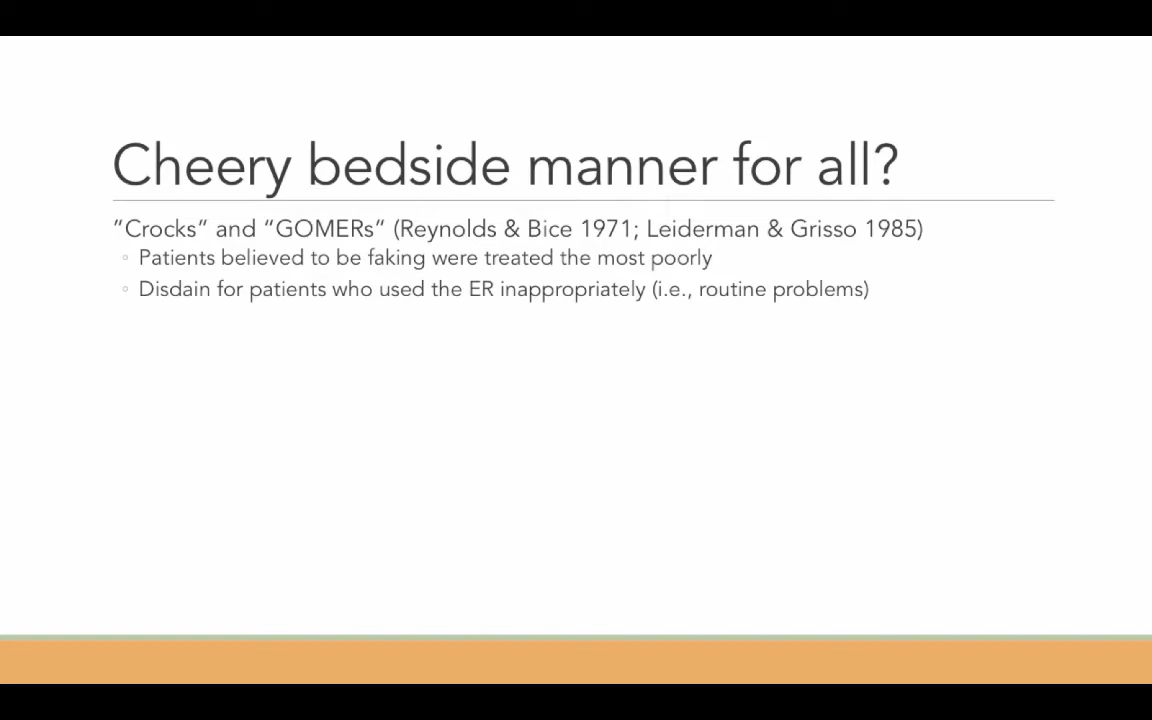 Cheery bedside manner for all?
”Crocks” and “GOMERs” (Reynolds & Bice 1971; Leiderman & Grisso 1985)
◦ Patients believed to be faking were treated the most poorly
◦ Disdain for patients who used the ER inappropriately (i.e., routine problems)